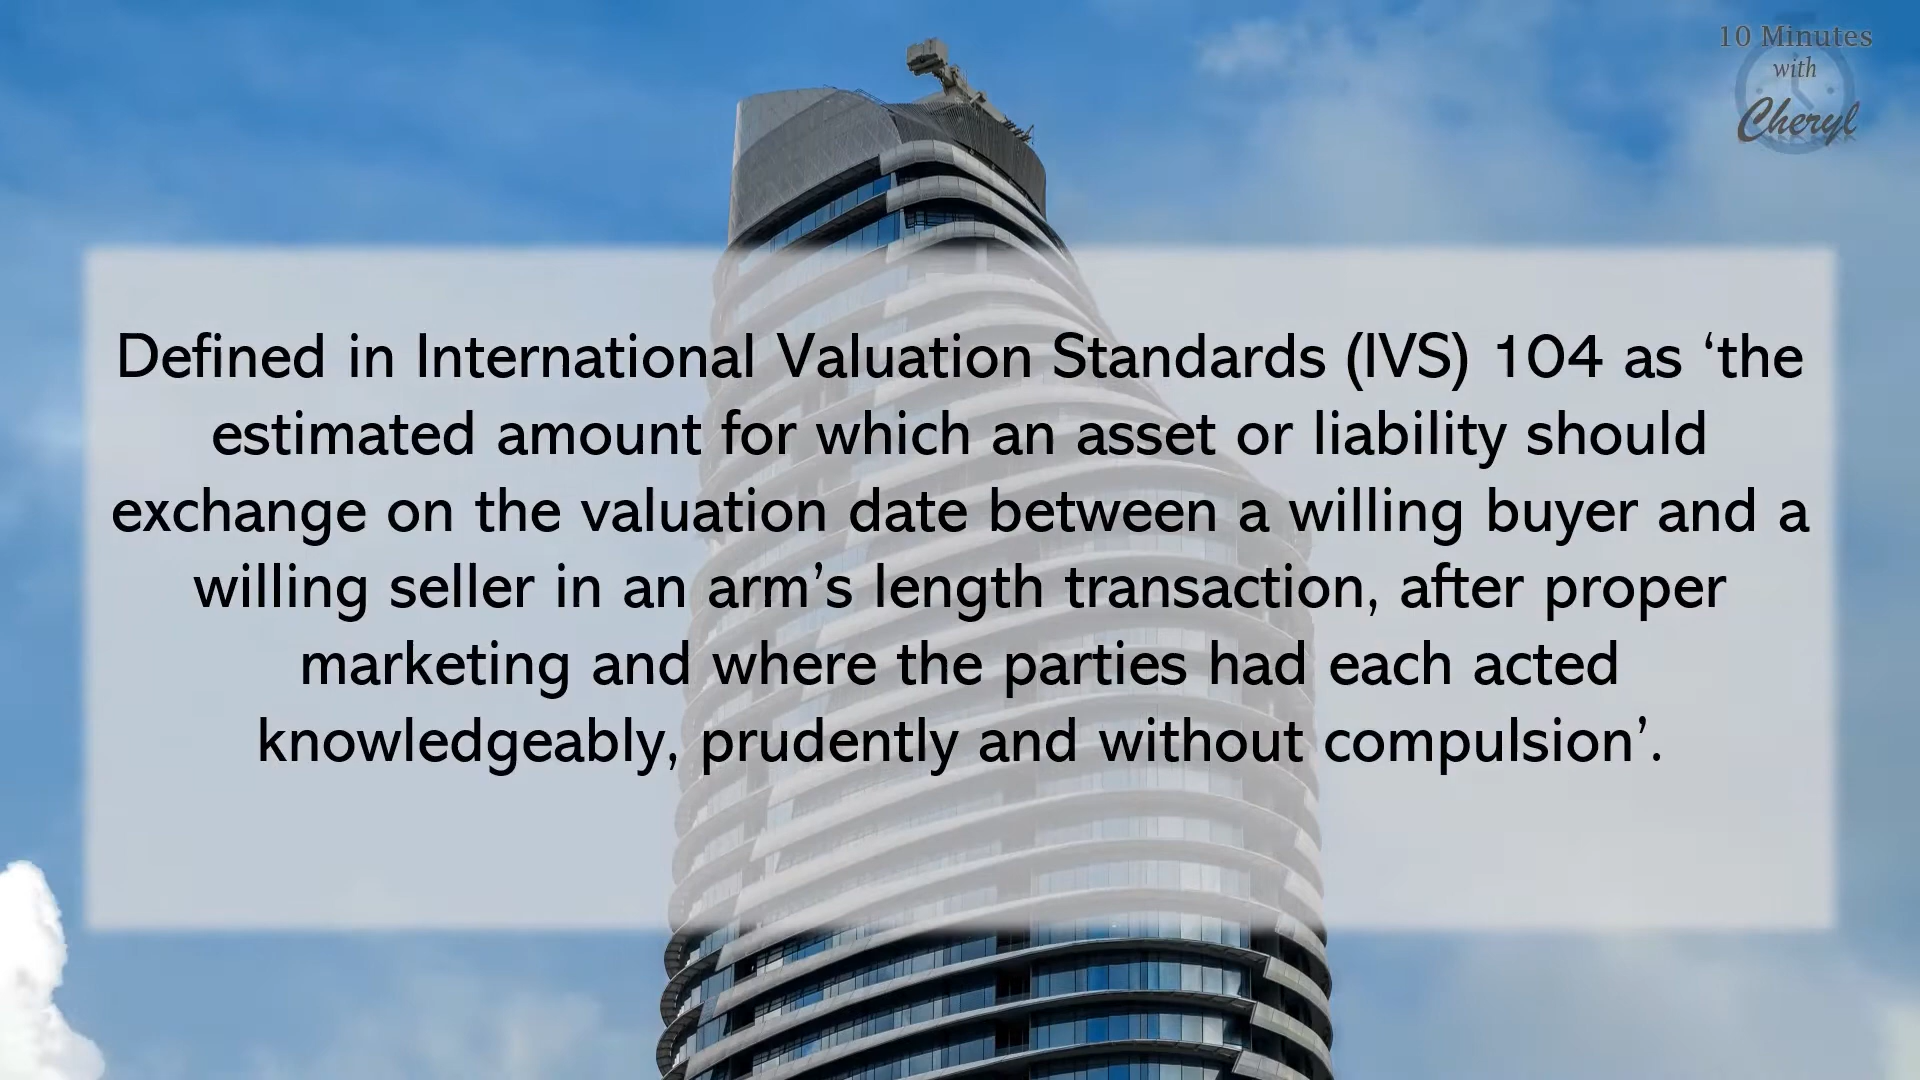 10 Minutes
with
Cheryl
Defined in International Valuation Standards (IVS) 104 as ‘the
estimated amount for which an asset or liability should
exchange on the valuation date between a willing buyer and a
willing seller in an arm’s length transaction, after proper
marketing and where the parties had each acted
knowledgeably, prudently and without compulsion’.